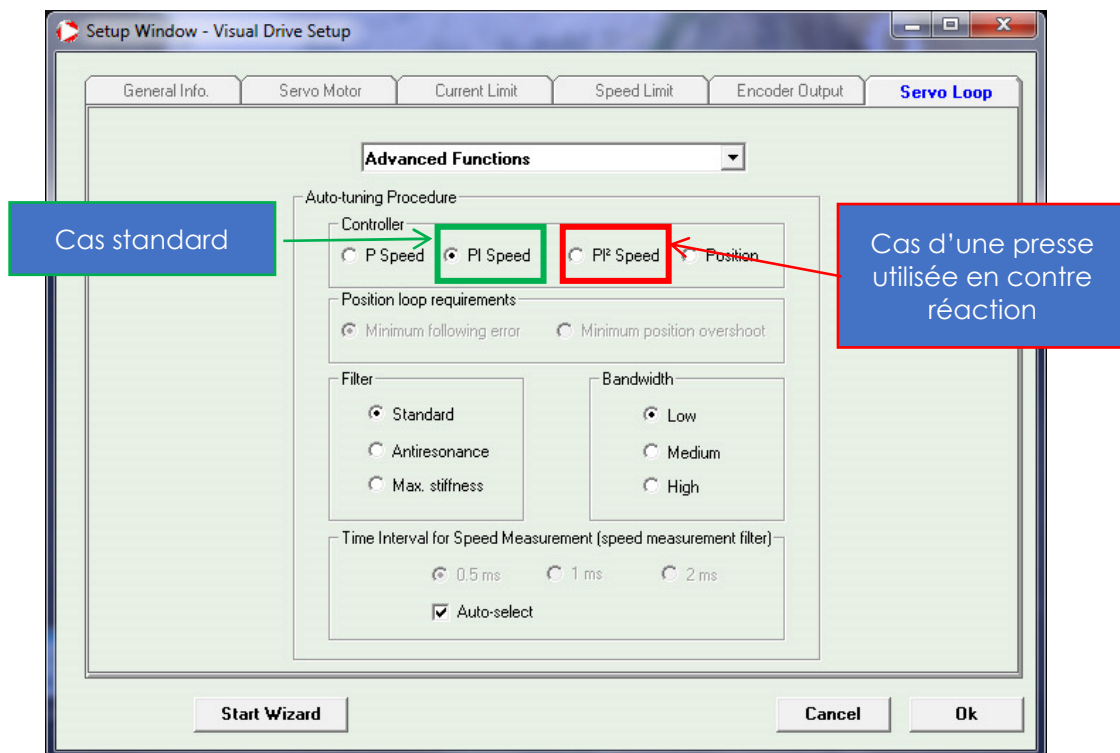 Setup Window - Visual Drive Setup
General Info. Servo Motor Current Limit Speed Limit Encoder Output Servo Loop
Advanced Functions
Auto-tuning Procedure
Controller
P Speed PI Speed PI² Speed Position
Cas standard
Cas d'une presse
utilisée en contre
réaction
Position loop requirements
Minimum following error Minimum position overshoot
Filter
Standard
Antiresonance
Max. stiffness
Bandwidth
Low
Medium
High
Time Interval for Speed Measurement (speed measurement filter)
0.5 ms 1 ms 2 ms
Auto-select
Start Wizard Cancel Ok